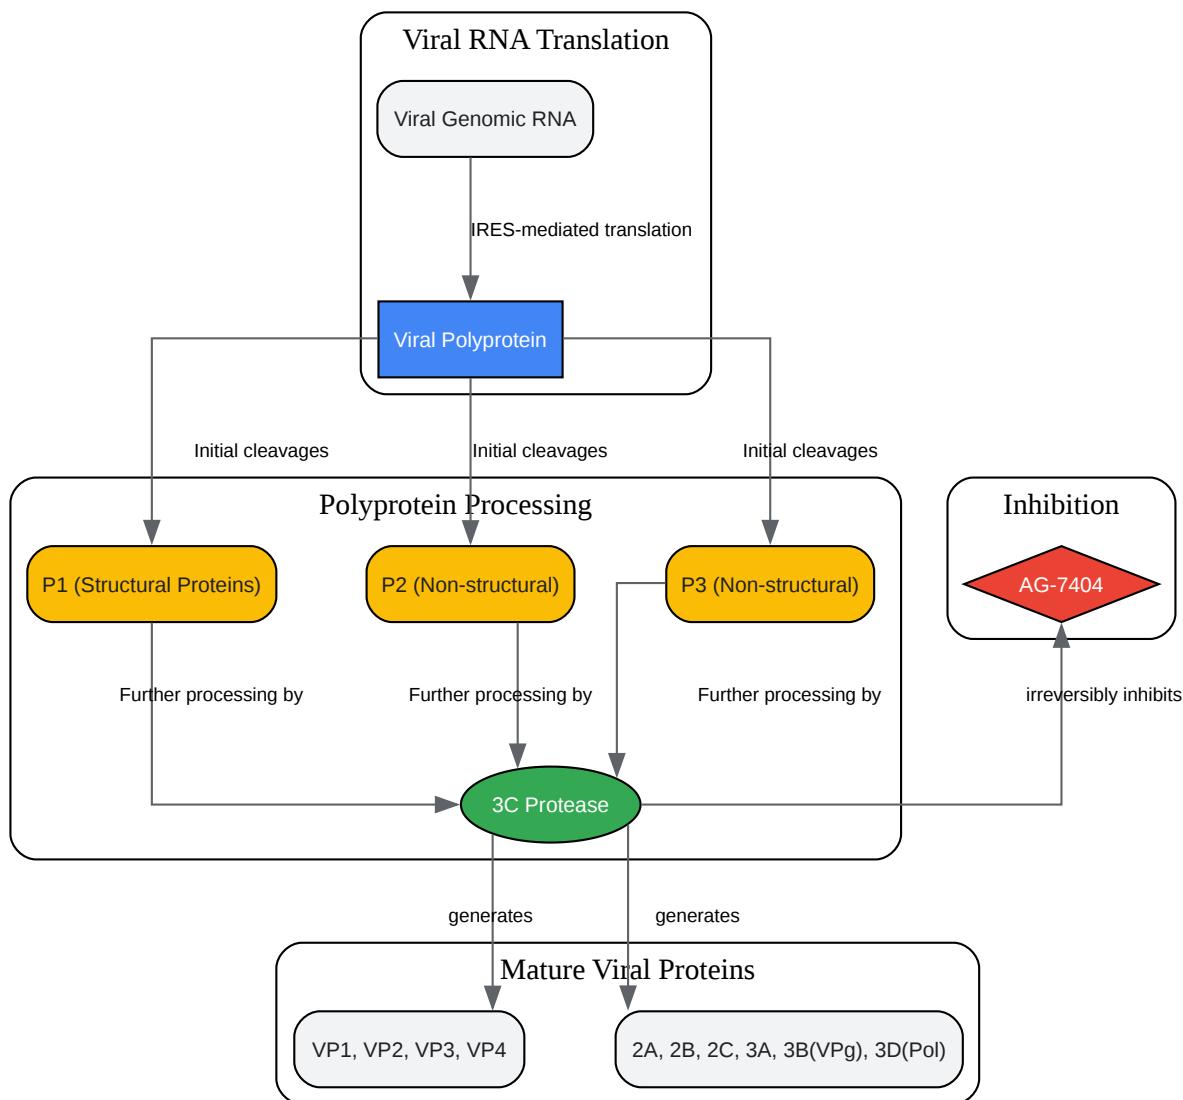 Viral RNA Translation
Viral Genomic RNA
IRES-mediated translation
Viral Polyprotein
Initial cleavages
Initial cleavages
Initial cleavages
Polyprotein Processing
Inhibition
P1 (Structural Proteins)
P2 (Non-structural)
P3 (Non-structural)
AG-7404
Further processing by
Further processing by
Further processing by
irreversibly inhibits
3C Protease
generates
generates
Mature Viral Proteins
VP1, VP2, VP3, VP4
2A, 2B, 2C, 3A, 3B(VPg), 3D(Pol)